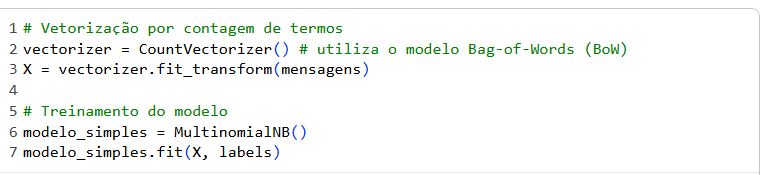 1 # Vetorização por contagem de termos
2 vectorizer = CountVectorizer() # utiliza o modelo Bag-of-Words (BoW)
3 X = vectorizer.fit_transform(mensagens)
4
5 # Treinamento do modelo
6 modelo_simples = MultinomialNB()
7 modelo_simples.fit(X, labels)